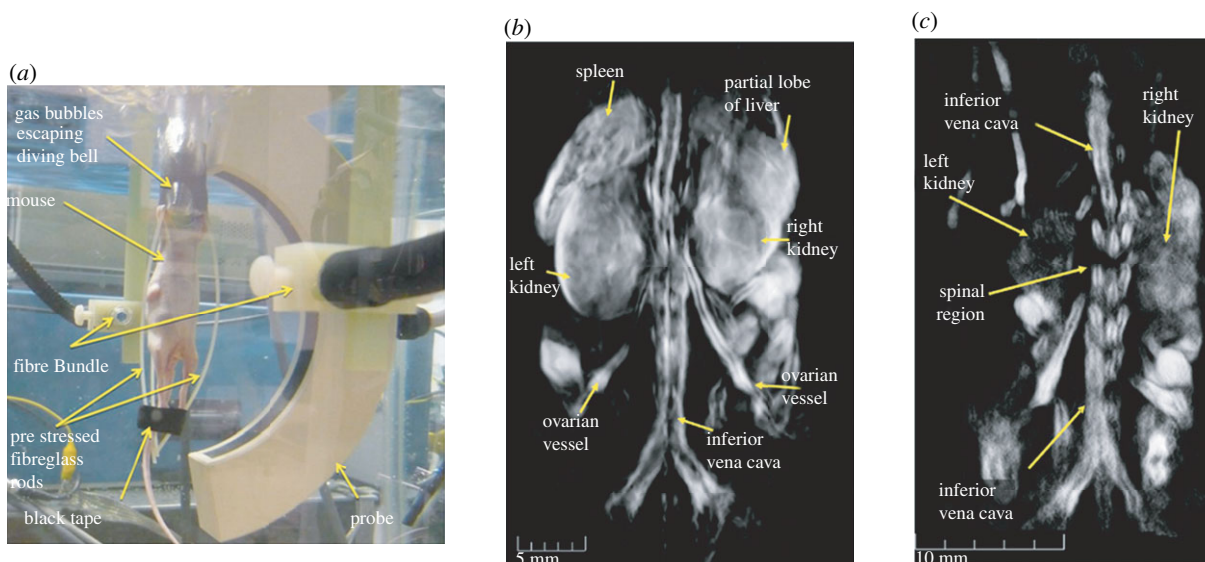 (a)
gas bubbles
escaping
diving bell
mouse
fibre Bundle
pre stressed
fibreglass
rods
black tape
probe
(b)
spleen
partial lobe
of liver
left
kidney
right
kidney
ovarian
vessel
ovarian
vessel
inferior
vena cava
5 mm
(c)
inferior
vena cava
right
kidney
left
kidney
spinal
region
inferior
vena cava
10 mm